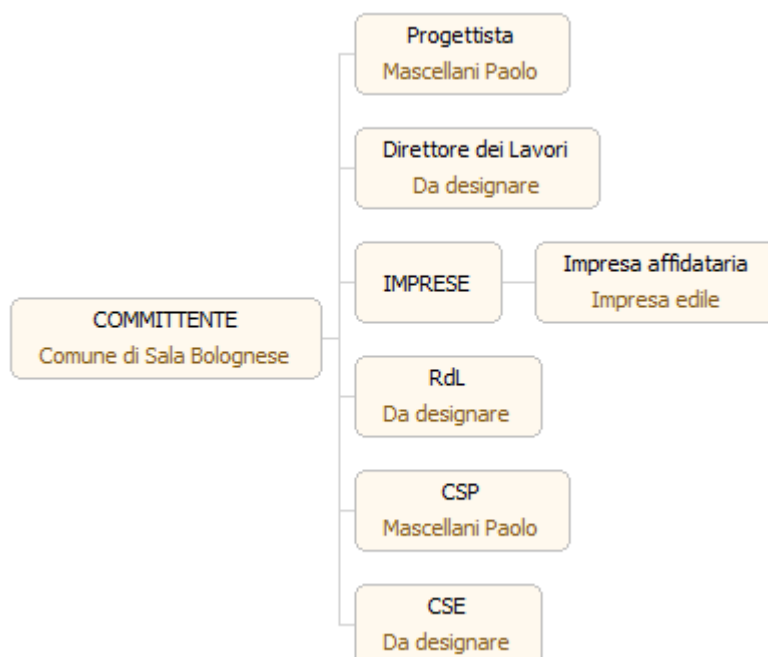 Progettista
Mascellani Paolo
Direttore dei Lavori
Da designare
IMPRESE
Impresa affidataria
Impresa edile
COMMITTENTE
Comune di Sala Bolognese
RdL
Da designare
CSP
Mascellani Paolo
CSE
Da designare